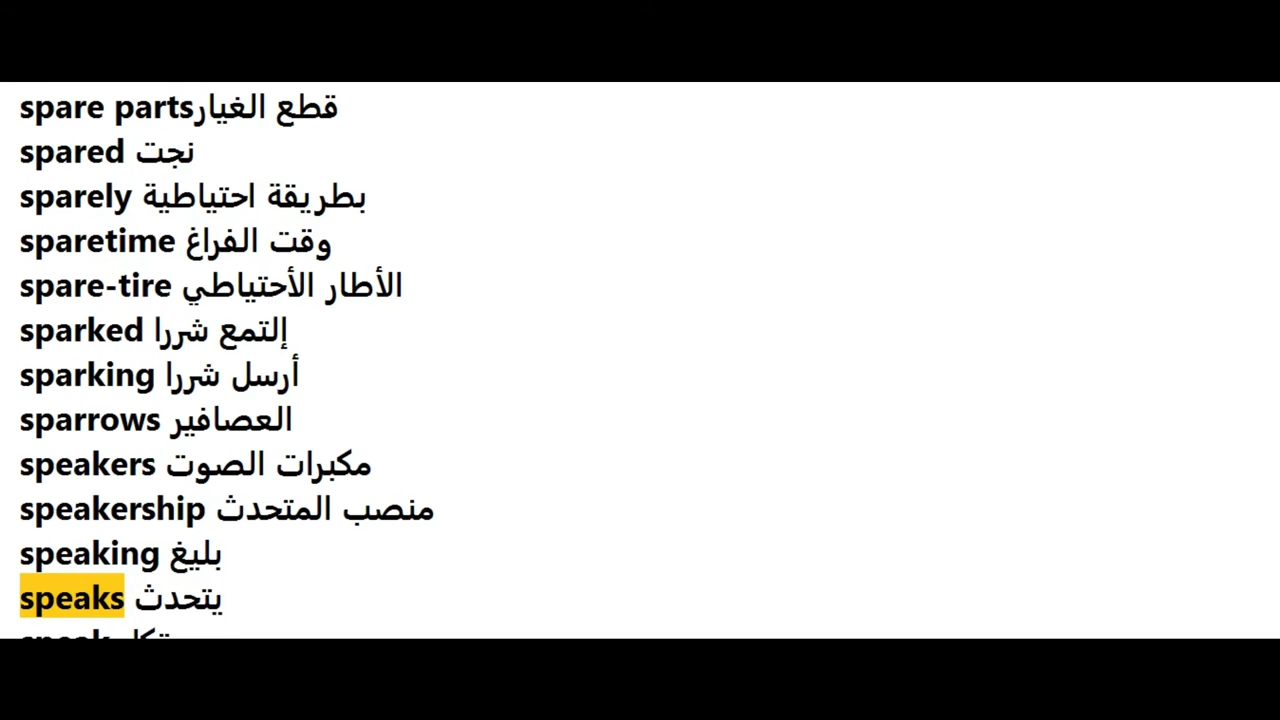 spare partsقطع الغيار
spared نجت
sparely بطريقة احتياطية
sparetime وقت الفراغ
spare-tire الأطار الأحتياطي
sparked إلتمع شررا
sparking أرسل شررا
sparrows العصافير
speakers مكبرات الصوت
speakership منصب المتحدث
speaking بليغ
speaks يتحدث
speak